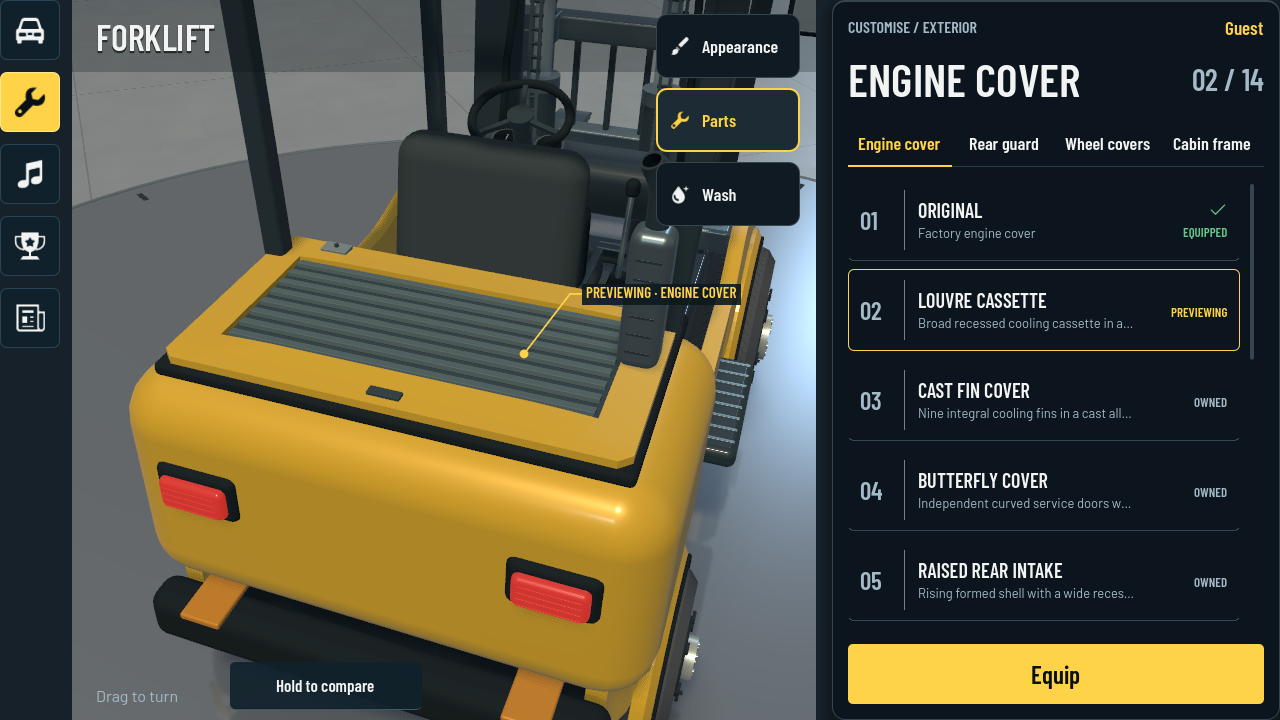 FORKLIFT
Appearance
Parts
Wash
PREVIEWING · ENGINE COVER
Drag to turn
Hold to compare
CUSTOMISE / EXTERIOR
Guest
ENGINE COVER
02 / 14
Engine cover
Rear guard
Wheel covers
Cabin frame
01
ORIGINAL
Factory engine cover
EQUIPPED
02
LOUVRE CASSETTE
Broad recessed cooling cassette in a...
PREVIEWING
03
CAST FIN COVER
Nine integral cooling fins in a cast all...
OWNED
04
BUTTERFLY COVER
Independent curved service doors w...
OWNED
05
RAISED REAR INTAKE
Rising formed shell with a wide reces...
OWNED
Equip